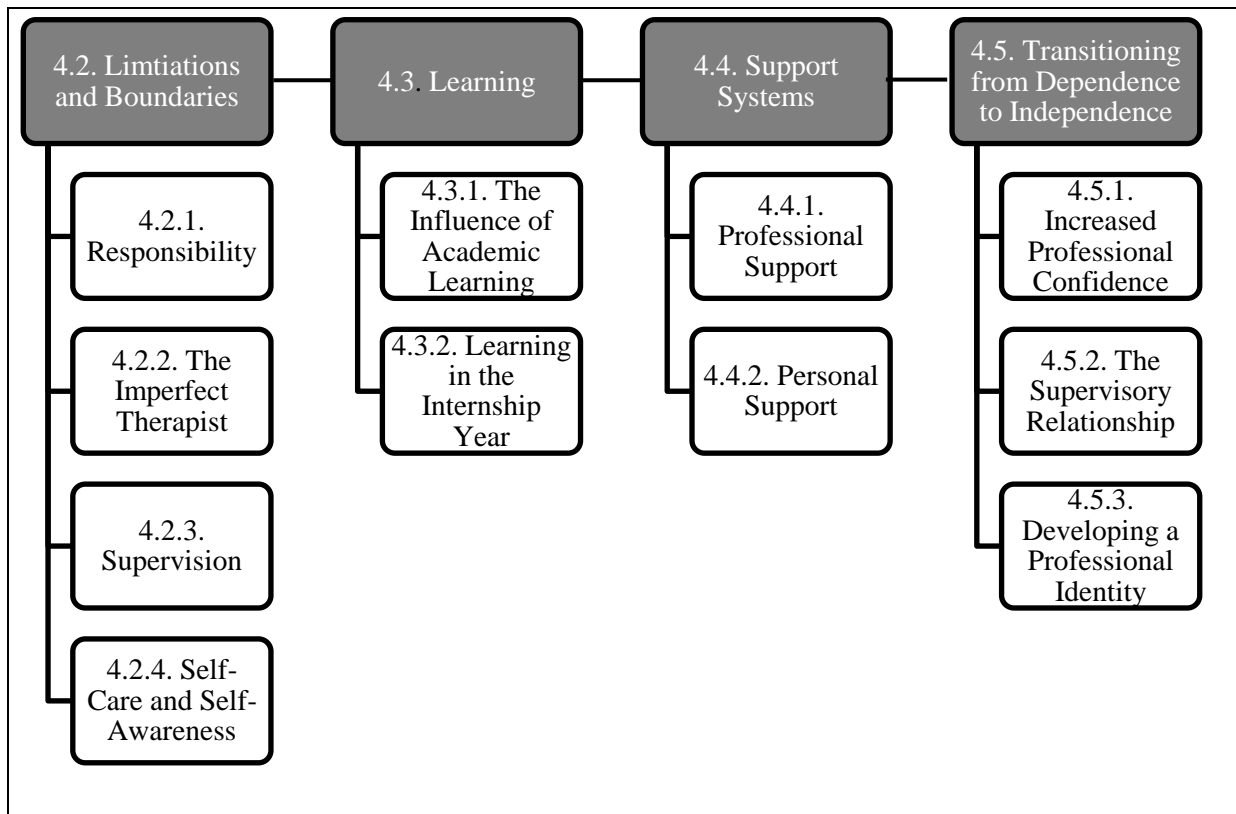 4.2. Limtiations
and Boundaries
4.2.1.
Responsibility
4.2.2. The
Imperfect
Therapist
4.2.3.
Supervision
4.2.4. Self-
Care and Self-
Awareness
4.3. Learning
4.3.1. The
Influence of
Academic
Learning
4.3.2. Learning
in the
Internship
Year
4.4. Support
Systems
4.4.1.
Professional
Support
4.4.2. Personal
Support
4.5. Transitioning
from Dependence
to Independence
4.5.1.
Increased
Professional
Confidence
4.5.2. The
Supervisory
Relationship
4.5.3.
Developing a
Professional
Identity